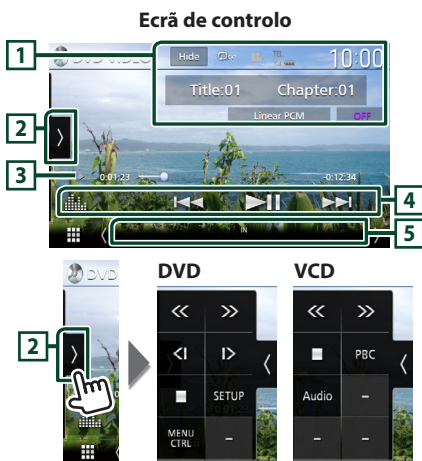 Ecrã de controlo
1
Hide
TEL
10:00
DVD VIDEO
Title:01 Chapter:01
Linear PCM OFF
2
3
0:01:23 -0:12:34
4
IN
5
DVD
DVD
VCD
2
SETUP
PBC
MENU
CTRL
–
Audio
–
–
–